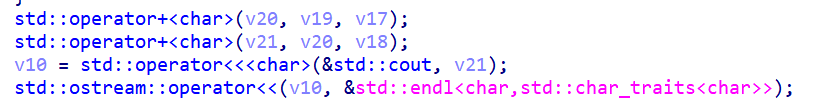 std::operator+<char>(v20, v19, v17);
std::operator+<char>(v21, v20, v18);
v10 = std::operator<<<char>(&std::cout, v21);
std::ostream::operator<<(v10, &std::endl<char,std::char_traits<char>>);